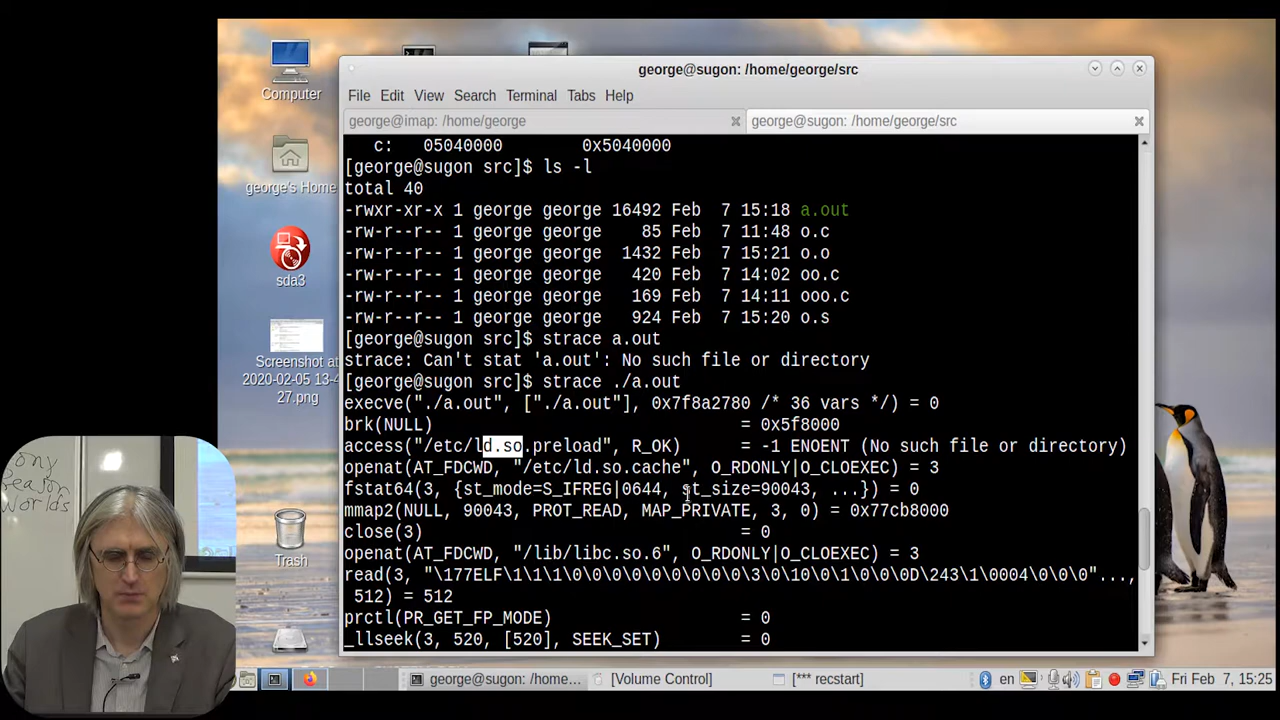 Computer
george's Home
sda3
Screenshot at
2020-02-05 13-4
27.png
Trash
ony
eason
Worlds
george@sugon: /home/george/src
File Edit View Search Terminal Tabs Help
george@imap: /home/george
george@sugon: /home/george/src
c: 05040000 0x5040000
[george@sugon src]$ ls -l
total 40
-rwxr-xr-x 1 george george 16492 Feb 7 15:18 a.out
-rw-r--r-- 1 george george 85 Feb 7 11:48 o.c
-rw-r--r-- 1 george george 1432 Feb 7 15:21 o.o
-rw-r--r-- 1 george george 420 Feb 7 14:02 oo.c
-rw-r--r-- 1 george george 169 Feb 7 14:11 ooo.c
-rw-r--r-- 1 george george 924 Feb 7 15:20 o.s
[george@sugon src]$ strace a.out
strace: Can't stat 'a.out': No such file or directory
[george@sugon src]$ strace ./a.out
execve("./a.out", ["./a.out"], 0x7f8a2780 /* 36 vars */) = 0
brk(NULL) = 0x5f8000
access("/etc/ld.so.preload", R_OK) = -1 ENOENT (No such file or directory)
openat(AT_FDCWD, "/etc/ld.so.cache", O_RDONLY|O_CLOEXEC) = 3
fstat64(3, {st_mode=S_IFREG|0644, st_size=90043, ...}) = 0
mmap2(NULL, 90043, PROT_READ, MAP_PRIVATE, 3, 0) = 0x77cb8000
close(3) = 0
openat(AT_FDCWD, "/lib/libc.so.6", O_RDONLY|O_CLOEXEC) = 3
read(3, "\177ELF\1\1\1\0\0\0\0\0\0\0\0\0\3\0\10\0\1\0\0\0D\243\1\0004\0\0\0"...,
512) = 512
prctl(PR_GET_FP_MODE) = 0
_llseek(3, 520, [520], SEEK_SET) = 0
george@sugon: /home...
[Volume Control]
[*** recstart]
en
Fri Feb 7, 15:25